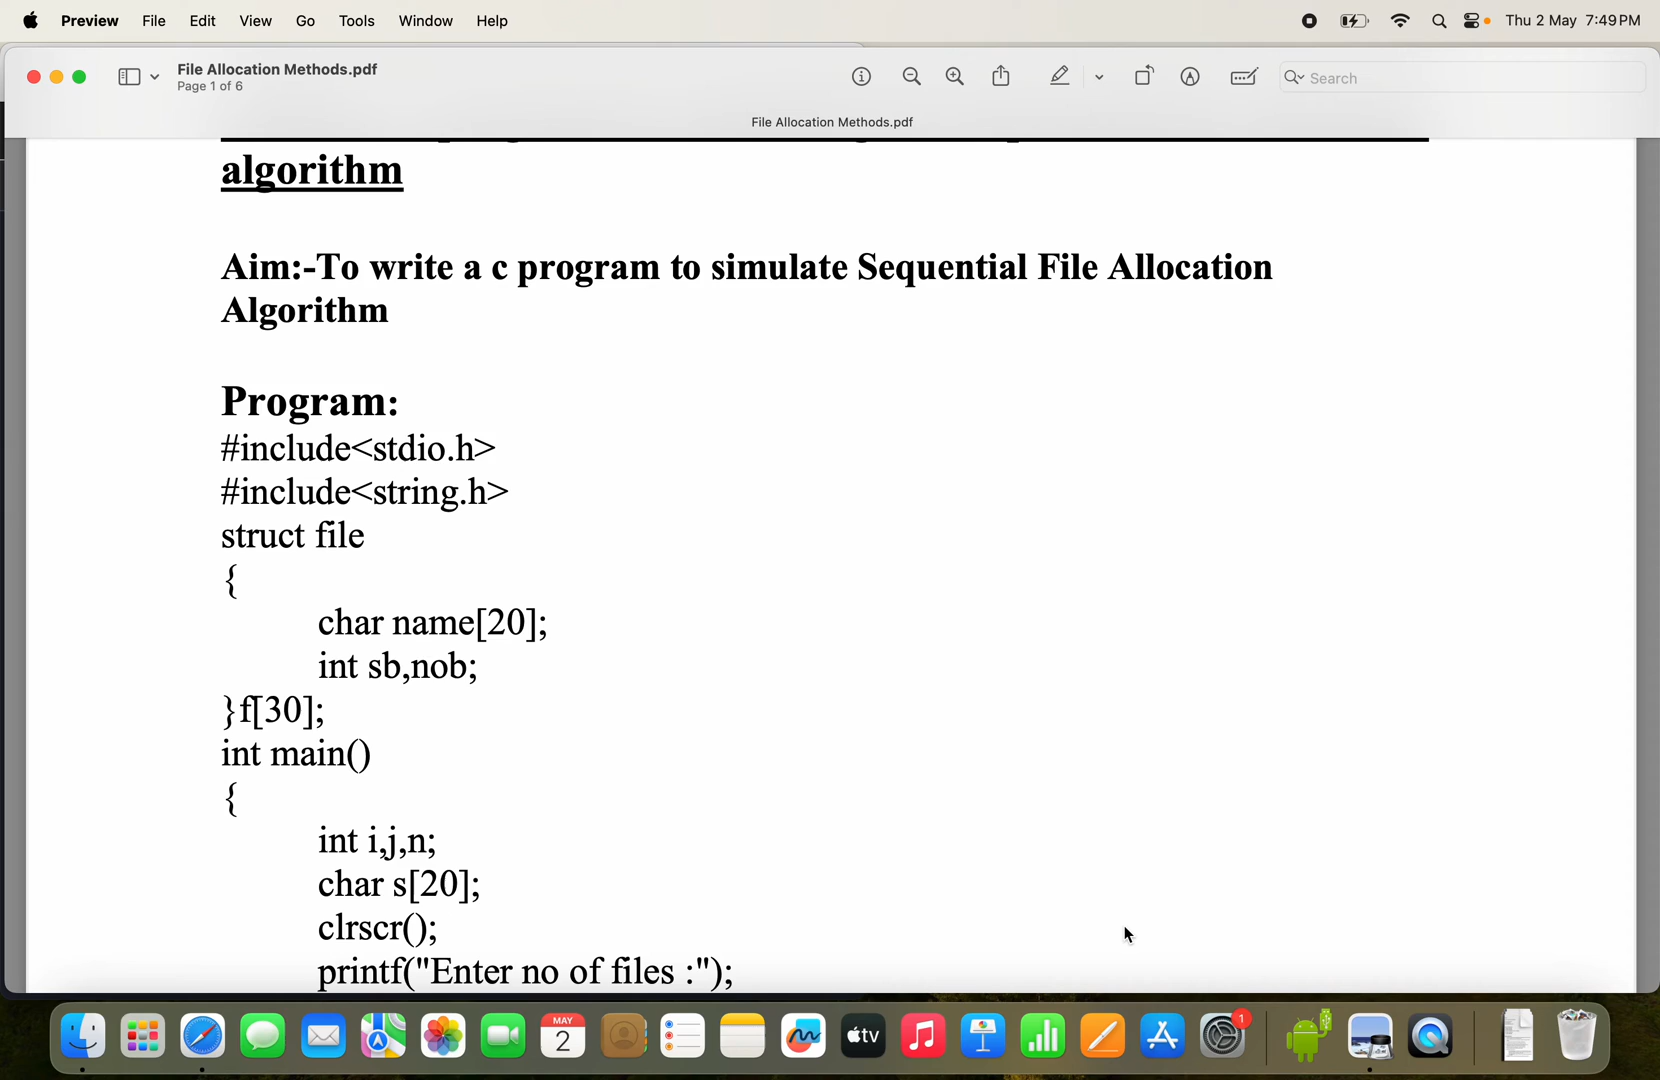 Preview File Edit View Go Tools Window Help Thu 2 May 7:49 PM
File Allocation Methods.pdf
Page 1 of 6
Search
File Allocation Methods.pdf
algorithm
Aim:-To write a c program to simulate Sequential File Allocation
Algorithm
Program:
#include<stdio.h>
#include<string.h>
struct file
{
char name[20];
int sb,nob;
}f[30];
int main()
{
int i,j,n;
char s[20];
clrscr();
printf("Enter no of files :");
MAY
2
tv
1